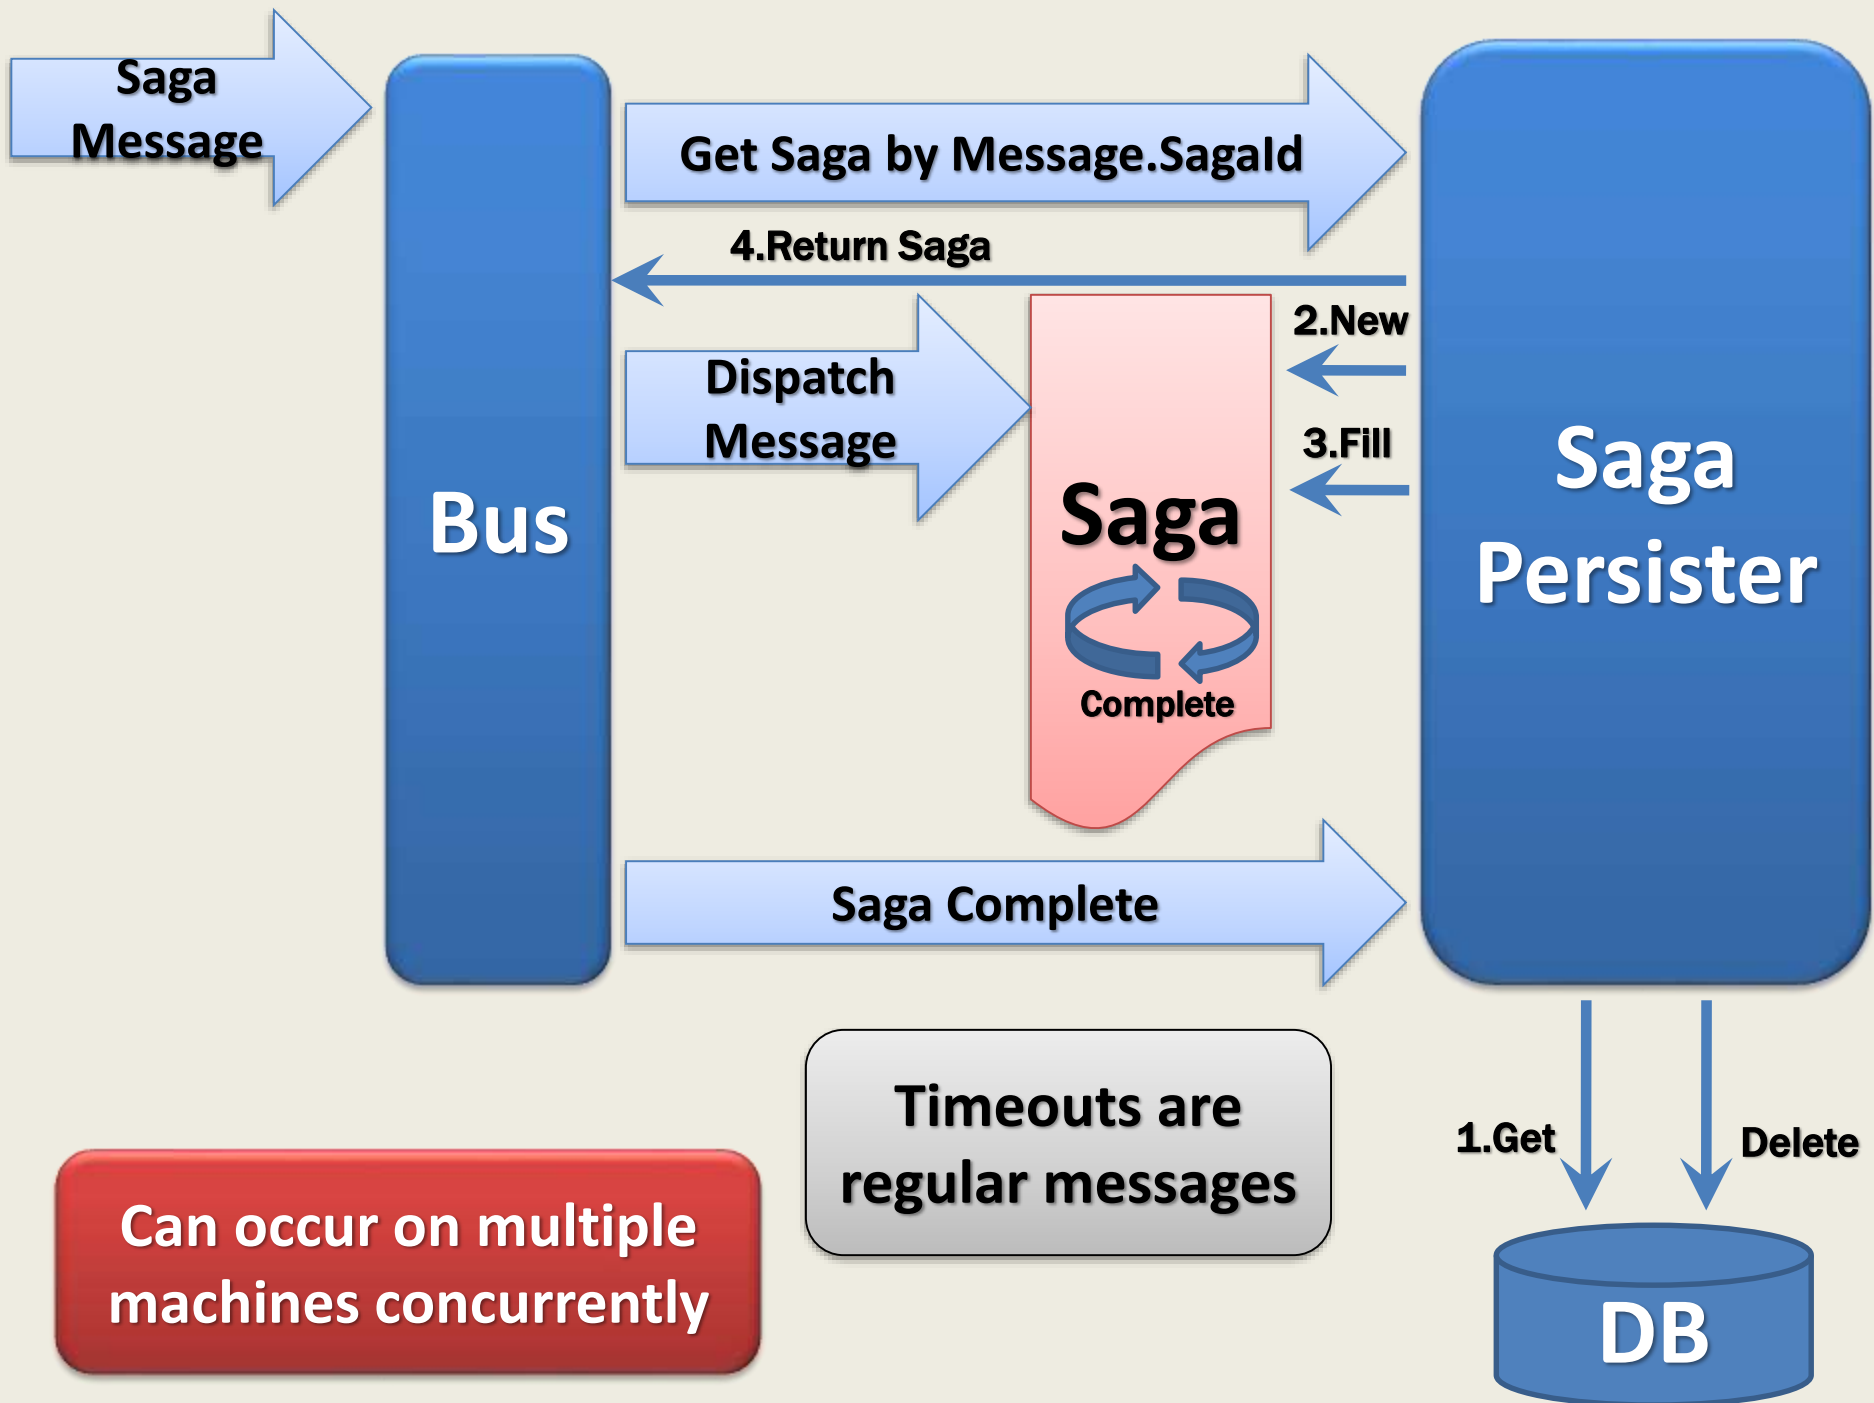 Saga
Message
Get Saga by Message.SagaId
4.Return Saga
2.New
Dispatch
Message
3.Fill
Bus
Saga
Complete
Saga
Persister
Saga Complete
Timeouts are
regular messages
1.Get
Delete
Can occur on multiple
machines concurrently
DB